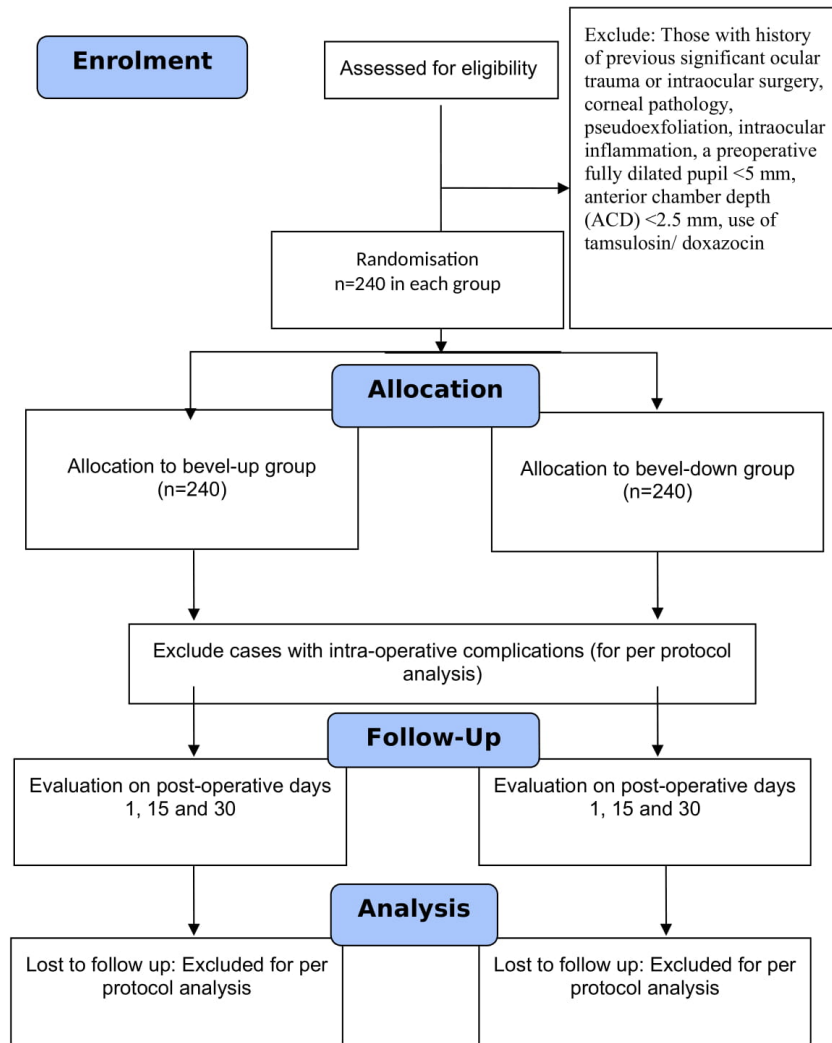 Enrolment
Assessed for eligibility
Exclude: Those with history
of previous significant ocular
trauma or intraocular surgery,
corneal pathology,
pseudoexfoliation, intraocular
inflammation, a preoperative
fully dilated pupil <5 mm,
anterior chamber depth
(ACD) <2.5 mm, use of
tamsulosin/ doxazocin
Randomisation
n=240 in each group
Allocation
Allocation to bevel-up group
(n=240)
Allocation to bevel-down group
(n=240)
Exclude cases with intra-operative complications (for per protocol
analysis)
Follow-Up
Evaluation on post-operative days
1, 15 and 30
Evaluation on post-operative days
1, 15 and 30
Analysis
Lost to follow up: Excluded for per
protocol analysis
Lost to follow up: Excluded for per
protocol analysis